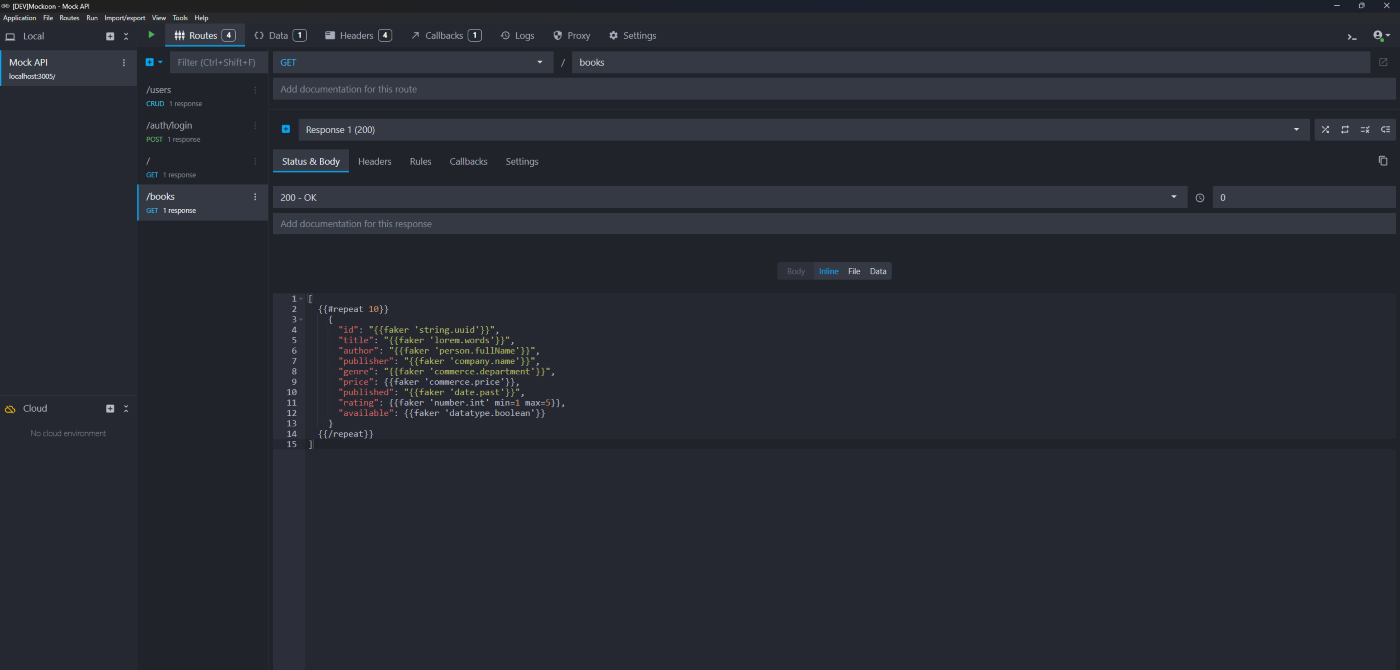 [DEV]Mockoon - Mock API
Application File Routes Run Import/export View Tools Help
Local
Routes 4 Data 1 Headers 4 Callbacks 1 Logs Proxy Settings
Mock API
localhost:3005/
Filter (Ctrl+Shift+F)
/users
CRUD 1 response
/auth/login
POST 1 response
/
GET 1 response
/books
GET 1 response
GET / books
Add documentation for this route
Response 1 (200)
Status & Body Headers Rules Callbacks Settings
200 - OK 0
Add documentation for this response
Body Inline File Data
1 [
2 {{#repeat 10}}
3 {
4 "id": "{{faker 'string.uuid'}}",
5 "title": "{{faker 'lorem.words'}}",
6 "author": "{{faker 'person.fullName'}}",
7 "publisher": "{{faker 'company.name'}}",
8 "genre": "{{faker 'commerce.department'}}",
9 "price": {{faker 'commerce.price'}},
10 "published": "{{faker 'date.past'}}",
11 "rating": {{faker 'number.int' min=1 max=5}},
12 "available": {{faker 'datatype.boolean'}}
13 }
14 {{/repeat}}
15 ]
Cloud
No cloud environment